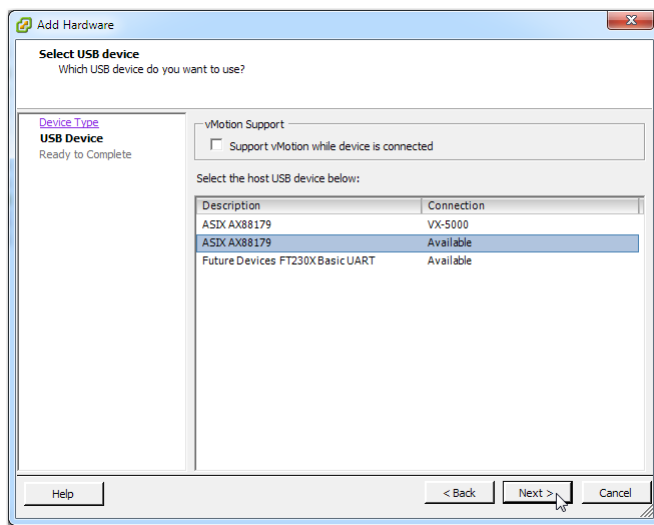 Add Hardware
Select USB device
Which USB device do you want to use?
Device Type
USB Device
Ready to Complete
vMotion Support
Support vMotion while device is connected
Select the host USB device below:
Description Connection
ASIX AX88179 VX-5000
ASIX AX88179 Available
Future Devices FT230X Basic UART Available
Help
< Back
Next >
Cancel